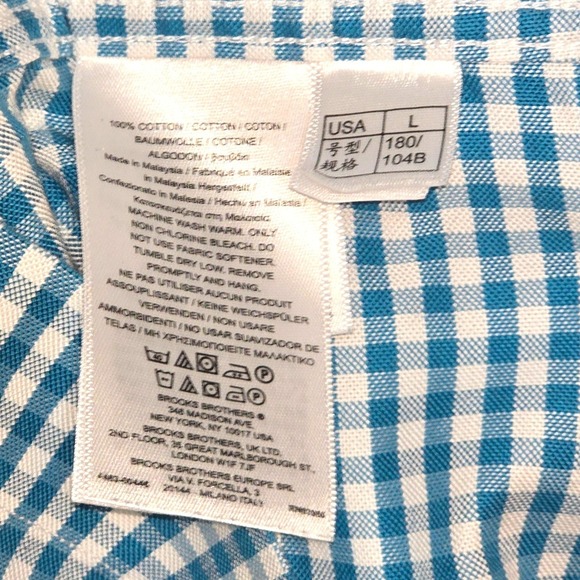 100% COTTON / COTTON / COTON /
BAUMWOLLE / COTONE /
ALGODON / Βαμβάκι
Made in Malaysia / Fabrique en Malaisie
in Malaysia Hergestellt /
Confezionato in Malesia / Hecho en Malasia /
Κατασκευάζεται στη Μαλαισία
MACHINE WASH WARM. ONLY
NON CHLORINE BLEACH. DO
NOT USE FABRIC SOFTENER.
TUMBLE DRY LOW. REMOVE
PROMPTLY AND HANG.
NE PAS UTILISER AUCUN PRODUIT
ASSOUPLISSANT / KEINE WEICHSPÜLER
VERWENDEN / NON USARE
AMMORBIDENTI / NO USAR SUAVIZADOR DE
TELAS / ΜΗ ΧΡΗΣΙΜΟΠΟΙΕΙΤΕ ΜΑΛΑΚΤΙΚΟ
BROOKS BROTHERS ®
346 MADISON AVE.
NEW YORK, NY 10017 USA
BROOKS BROTHERS UK, LTD.
2ND FLOOR, 35 GREAT MARLBOROUGH ST.
LONDON W1F 7JF
BROOKS BROTHERS EUROPE SRL
VIA V. FORCELLA, 3
20144 - MILANO ITALY
USA L
号型/ 180/
规格 104B